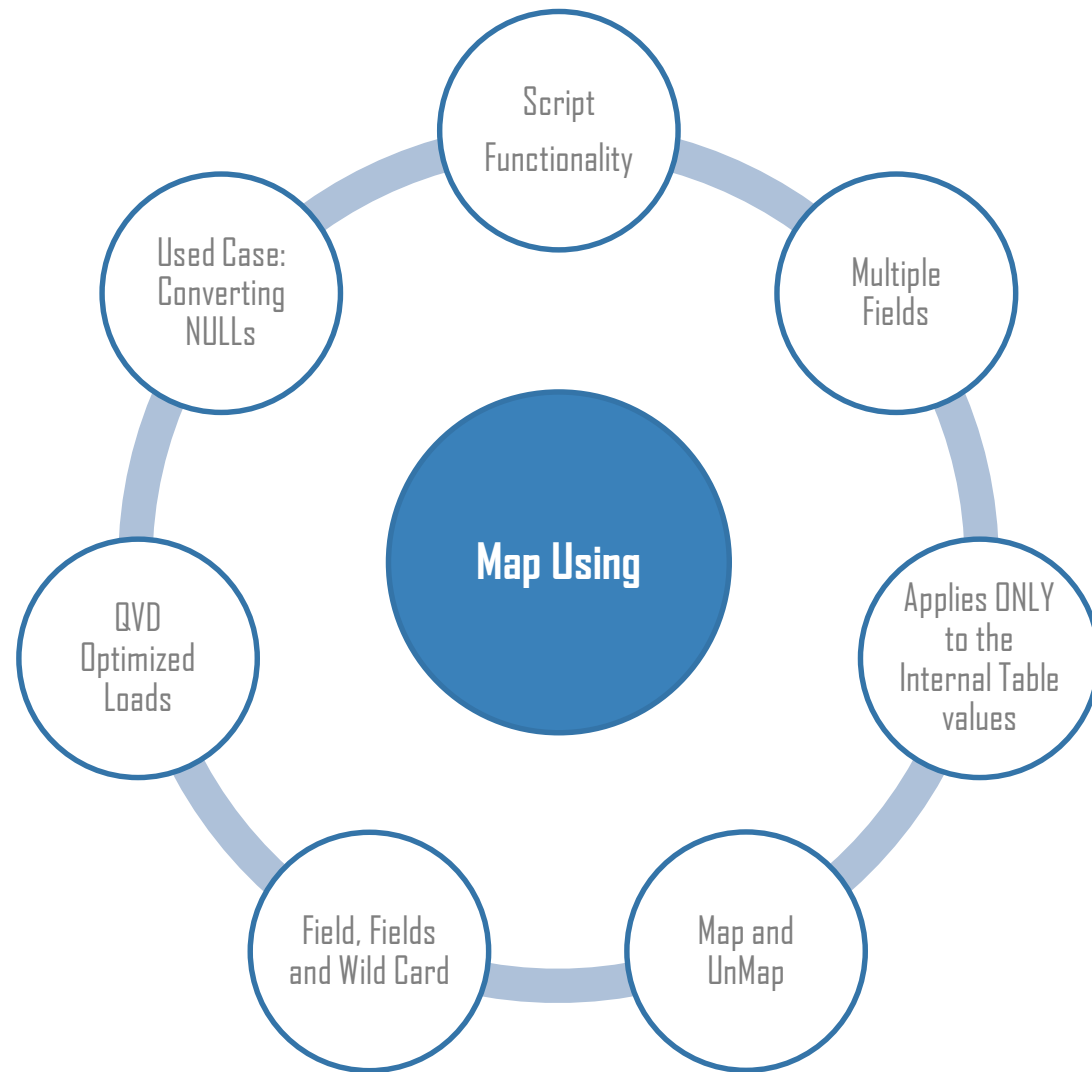 Script
Functionality
Multiple
Fields
Applies ONLY
to the
Internal Table
values
Map and
UnMap
Field, Fields
and Wild Card
QVD
Optimized
Loads
Used Case:
Converting
NULLs
Map Using